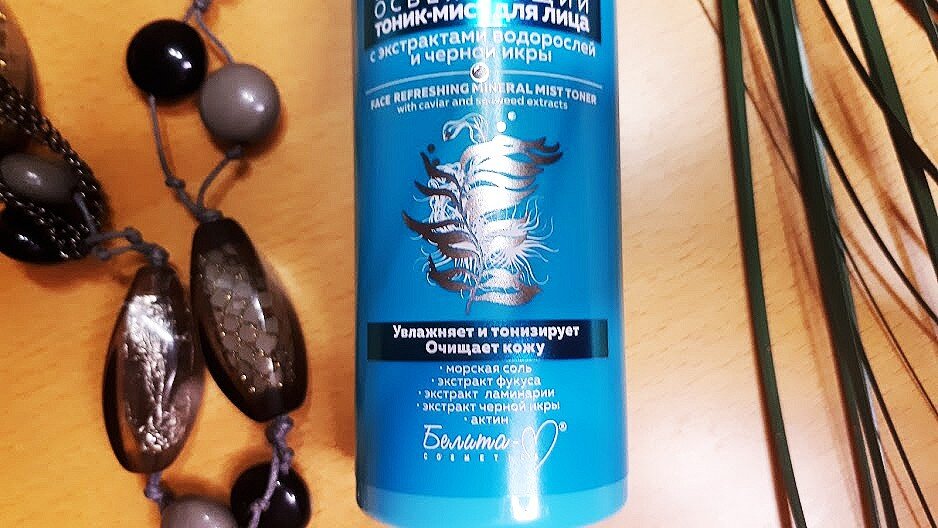 тоник-мист для лица
с экстрактами водорослей
и черной икры
FACE REFRESHING MINERAL MIST TONER
with caviar and seaweed extracts
Увлажняет и тонизирует
Очищает кожу
· морская соль
· экстракт фукуса
· экстракт ламинарии
· экстракт черной икры
· актин
Белита-М®